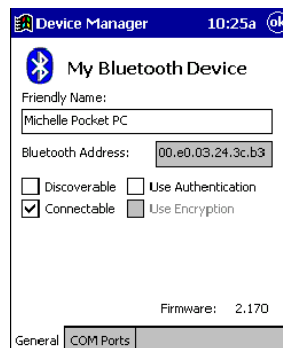 Device Manager 10:25a ok
My Bluetooth Device
Friendly Name:
Michelle Pocket PC
Bluetooth Address: 00.e0.03.24.3c.b3
Discoverable Use Authentication
Connectable Use Encryption
Firmware: 2.170
General COM Ports